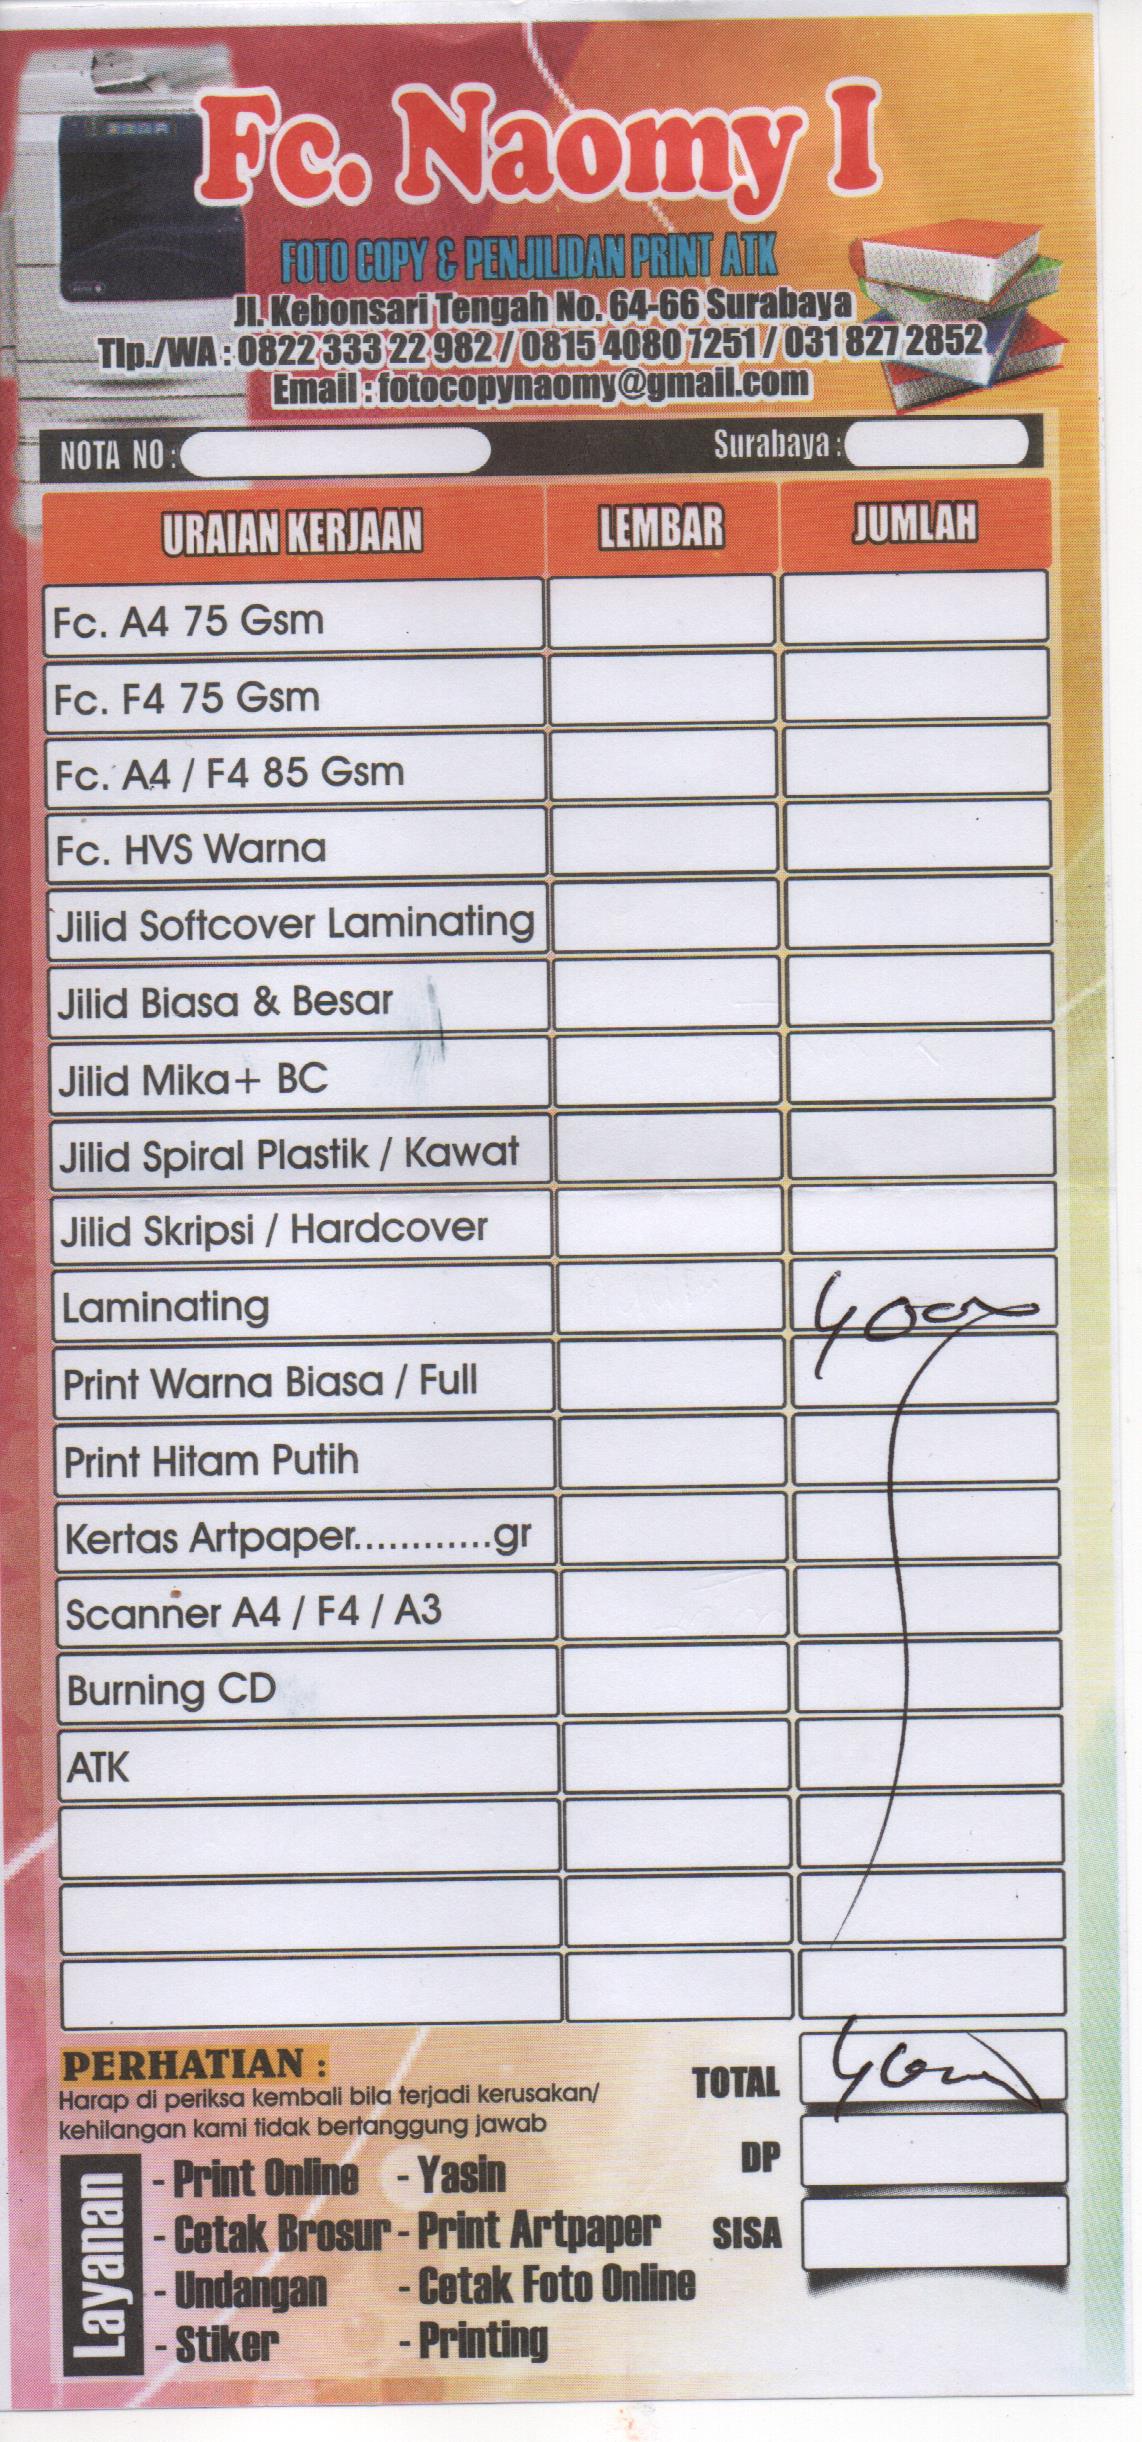 Fc. Naomy I
FOTO COPY & PENJILIDAN PRINT ATK
Jl. Kebonsari Tengah No. 64-66 Surabaya
Tlp./WA : 0822 333 22 982 / 0815 4080 7251 / 031 827 2852
Email : fotocopynaomy@gmail.com
NOTA NO : Surabaya :
URAIAN KERJAAN LEMBAR JUMLAH
Fc. A4 75 Gsm
Fc. F4 75 Gsm
Fc. A4 / F4 85 Gsm
Fc. HVS Warna
Jilid Softcover Laminating
Jilid Biasa & Besar
Jilid Mika+ BC
Jilid Spiral Plastik / Kawat
Jilid Skripsi / Hardcover
Laminating 4000
Print Warna Biasa / Full
Print Hitam Putih
Kertas Artpaper............gr
Scanner A4 / F4 / A3
Burning CD
ATK
PERHATIAN :
Harap di periksa kembali bila terjadi kerusakan/
kehilangan kami tidak bertanggung jawab
TOTAL 4000
DP
SISA
Layanan
- Print Online - Yasin
- Cetak Brosur - Print Artpaper
- Undangan - Cetak Foto Online
- Stiker - Printing